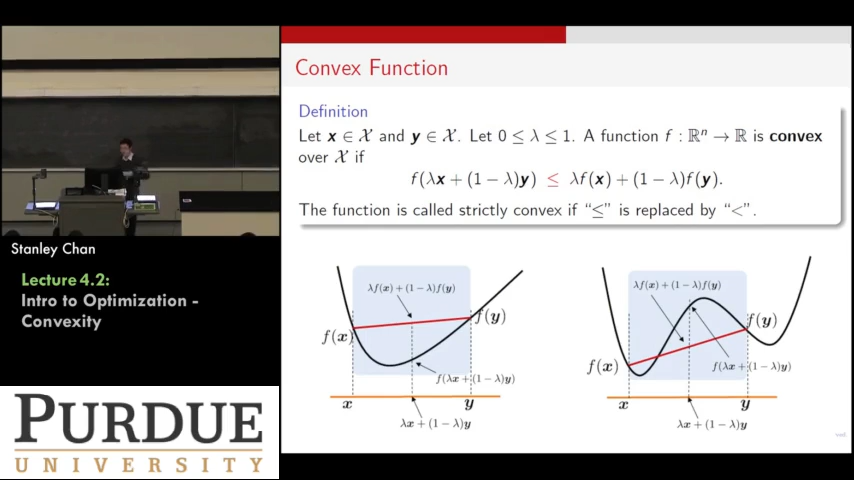 Convex Function
Definition
Let x ∈ 𝒳 and y ∈ 𝒳. Let 0 ≤ λ ≤ 1. A function f : ℝⁿ → ℝ is convex
over 𝒳 if
f(λx + (1 − λ)y) ≤ λf(x) + (1 − λ)f(y).
The function is called strictly convex if “≤” is replaced by “<”.
Stanley Chan
Lecture 4.2:
Intro to Optimization -
Convexity
PURDUE
UNIVERSITY
λf(x) + (1 − λ)f(y)
f(x)
f(y)
f(λx + (1 − λ)y)
x
y
λx + (1 − λ)y
λf(x) + (1 − λ)f(y)
f(y)
f(x)
f(λx + (1 − λ)y)
x
y
λx + (1 − λ)y